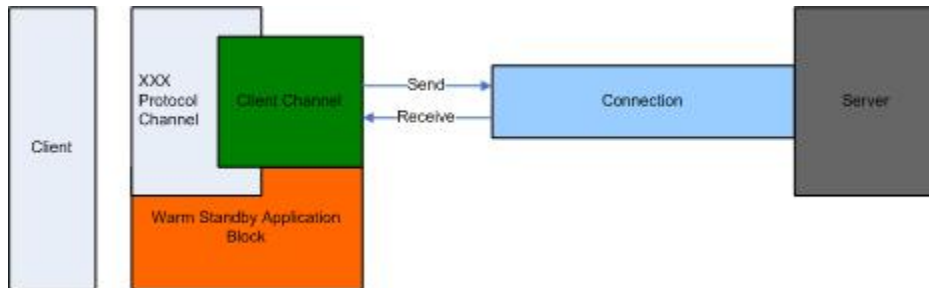 Client
XXX
Protocol
Channel
Client Channel
Warm Standby Application
Block
Send
Receive
Connection
Server